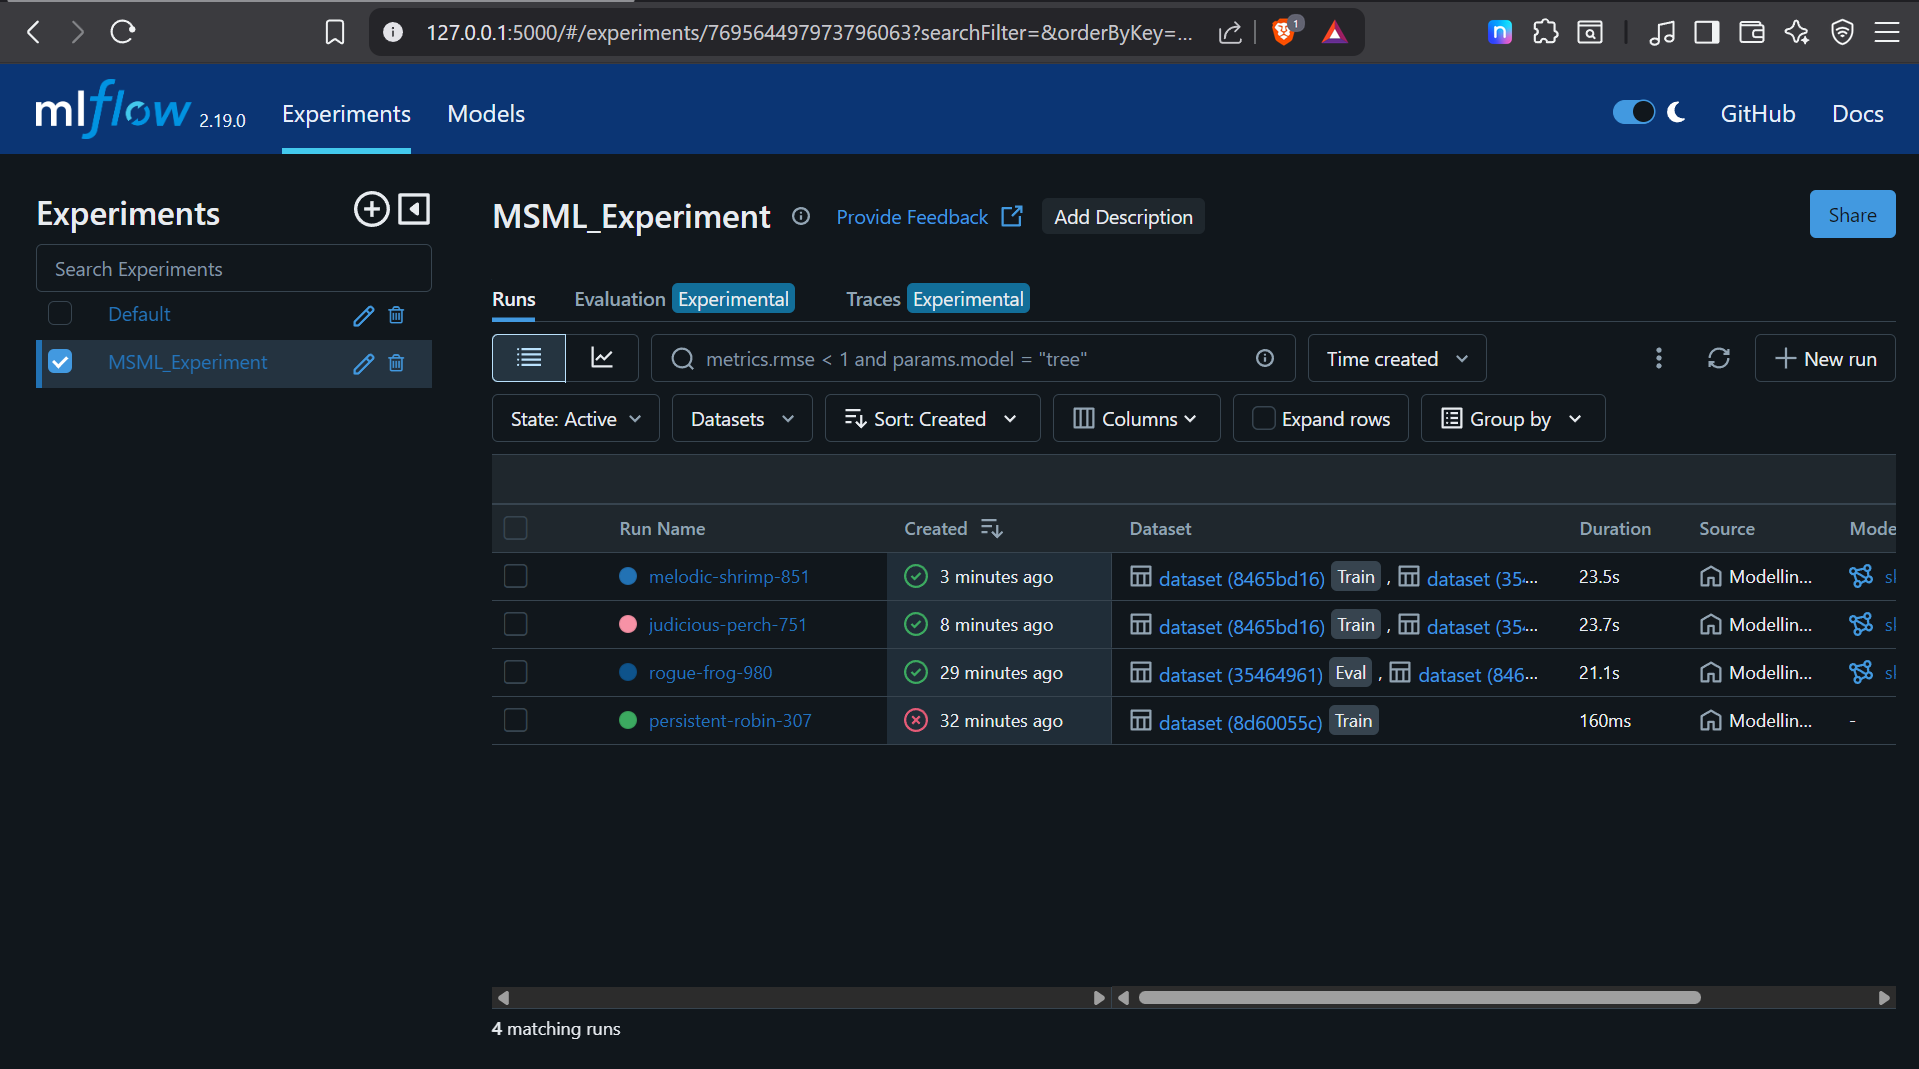 127.0.0.1:5000/#/experiments/769564497973796063?searchFilter=&orderByKey=...
1
n
mlflow 2.19.0
Experiments
Models
GitHub
Docs
Experiments
Search Experiments
Default
MSML_Experiment
MSML_Experiment
Provide Feedback
Add Description
Share
Runs
Evaluation Experimental
Traces Experimental
metrics.rmse < 1 and params.model = "tree"
Time created
New run
State: Active
Datasets
Sort: Created
Columns
Expand rows
Group by
Run Name Created Dataset Duration Source Mode
melodic-shrimp-851 3 minutes ago dataset (8465bd16) Train , dataset (354... 23.5s Modellin... sl
judicious-perch-751 8 minutes ago dataset (8465bd16) Train , dataset (354... 23.7s Modellin... sl
rogue-frog-980 29 minutes ago dataset (35464961) Eval , dataset (846... 21.1s Modellin... sl
persistent-robin-307 32 minutes ago dataset (8d60055c) Train 160ms Modellin... -
4 matching runs